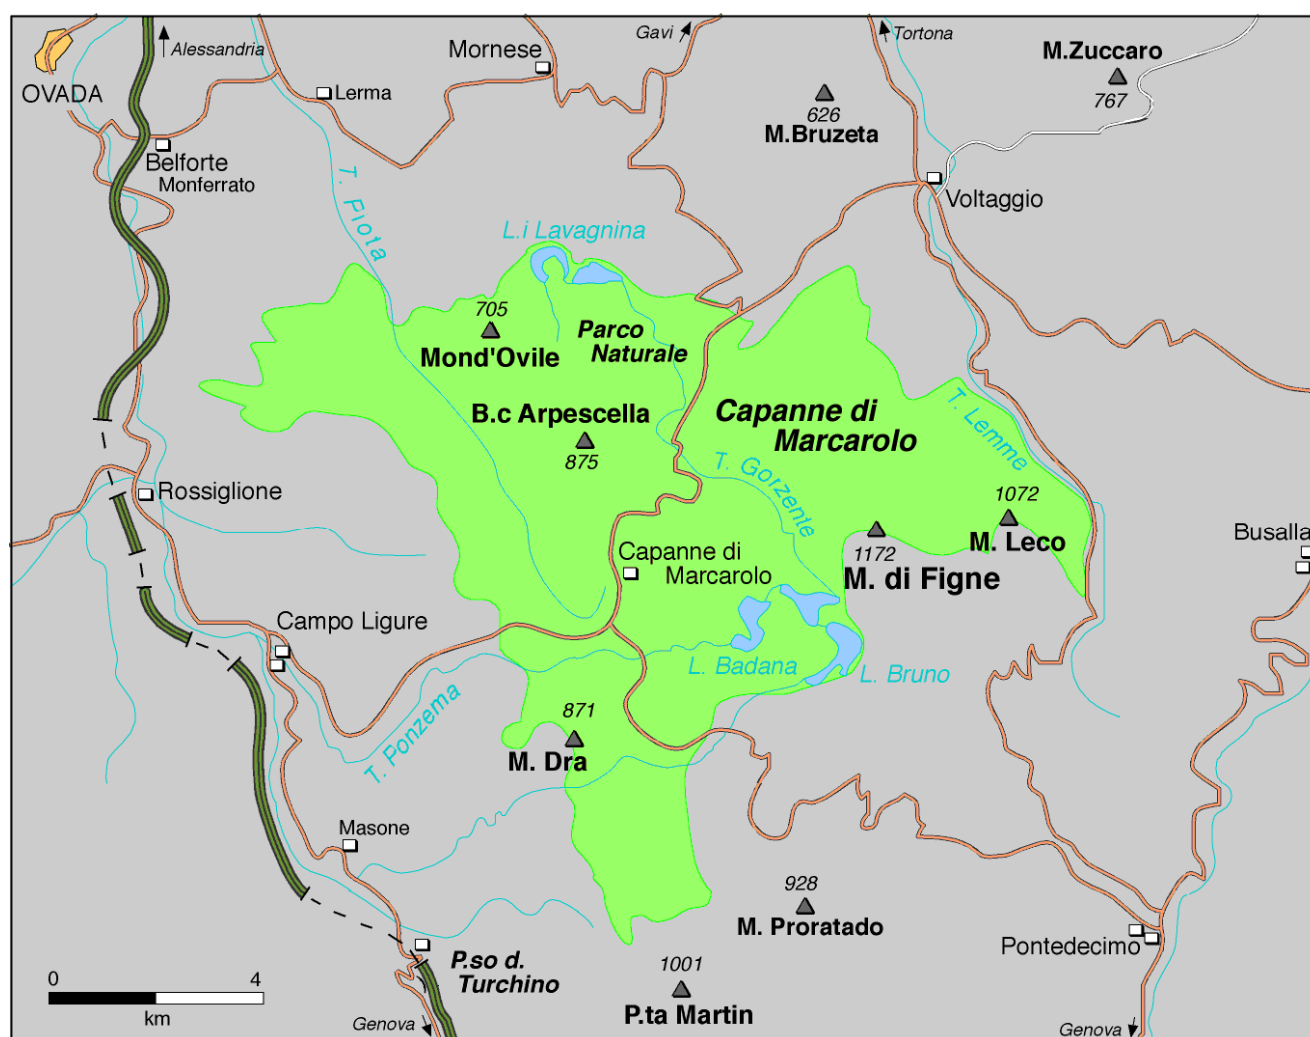 Gavi
Tortona
Alessandria
Mornese
M.Zuccaro
767
OVADA
Lerma
626
M.Bruzeta
Belforte
Monferrato
T. Piota
Voltaggio
L.i Lavagnina
705
Mond'Ovile
Parco
Naturale
B.c Arpescella
875
Capanne di
Marcarolo
T. Lemme
T. Gorzente
Rossiglione
1072
M. Leco
Busalla
Capanne di
Marcarolo
1172
M. di Figne
Campo Ligure
L. Badana
L. Bruno
T. Ponzema
871
M. Dra
Masone
928
M. Proratado
Pontedecimo
P.so d.
Turchino
1001
P.ta Martin
0 4
km
Genova
Genova